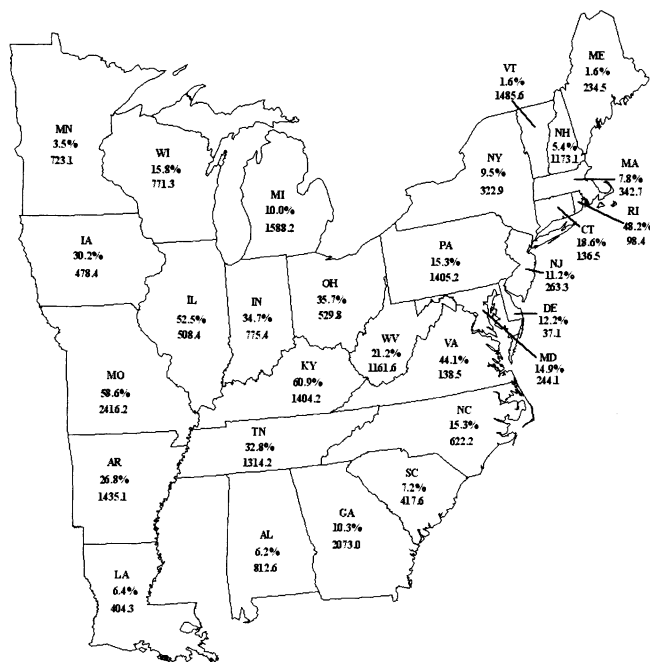 ME
1.6%
234.5
VT
1.6%
1485.6
NH
5.4%
1173.1
MN
3.5%
723.1
WI
15.8%
771.3
NY
9.5%
322.9
MA
7.8%
342.7
MI
10.0%
1588.2
RI
48.2%
98.4
CT
18.6%
136.5
IA
30.2%
478.4
PA
15.3%
1405.2
NJ
11.2%
263.3
OH
35.7%
529.8
IL
52.5%
508.4
IN
34.7%
775.4
DE
12.2%
37.1
WV
21.2%
1161.6
VA
44.1%
138.5
MD
14.9%
244.1
KY
60.9%
1404.2
MO
58.6%
2416.2
NC
15.3%
622.2
TN
32.8%
1314.2
AR
26.8%
1435.1
SC
7.2%
417.6
GA
10.3%
2073.0
AL
6.2%
812.6
LA
6.4%
404.3